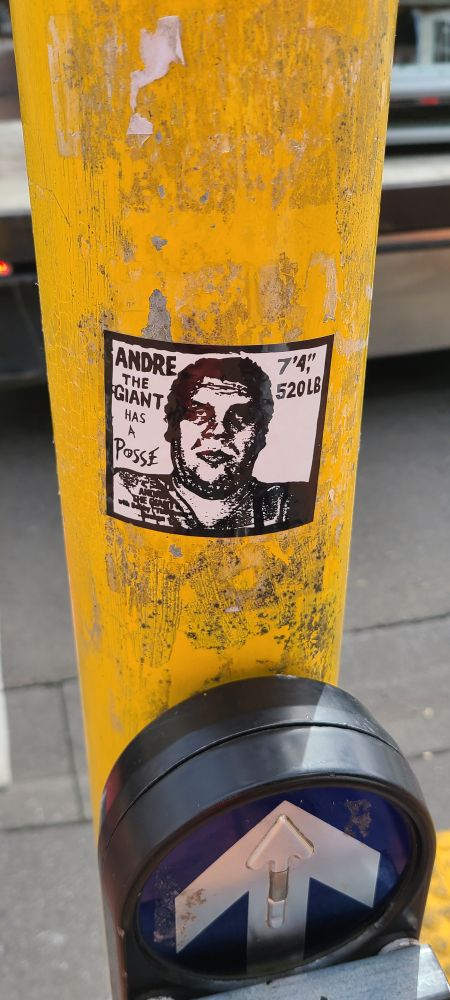 ANDRE
THE
GIANT
HAS
A
POSSE
7'4,"
520LB